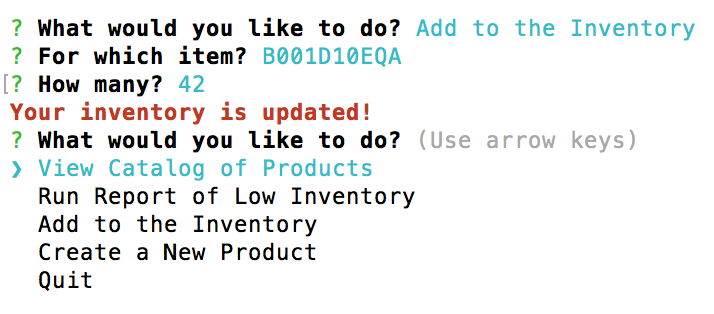 ? What would you like to do? Add to the Inventory
? For which item? B001D10EQA
[? How many? 42
Your inventory is updated!
? What would you like to do? (Use arrow keys)
❯ View Catalog of Products
Run Report of Low Inventory
Add to the Inventory
Create a New Product
Quit